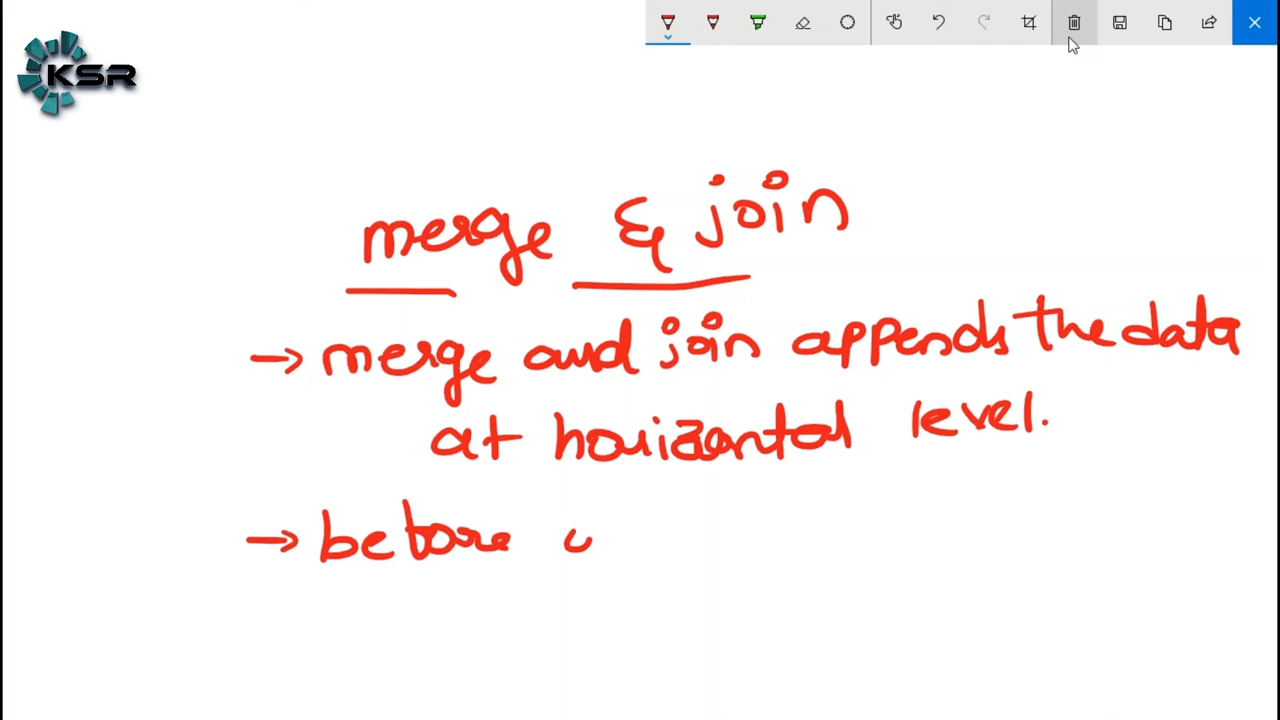 KSR
merge & join
→ merge and join appends the data
at horizontal level.
→ before